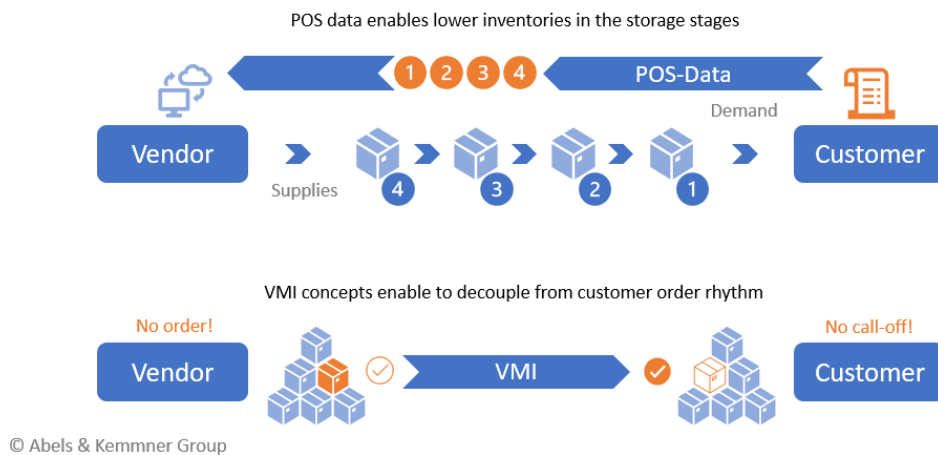 POS data enables lower inventories in the storage stages
1 2 3 4
POS-Data
Demand
Vendor
Customer
Supplies
4
3
2
1
VMI concepts enable to decouple from customer order rhythm
No order!
No call-off!
Vendor
VMI
Customer
© Abels & Kemmner Group